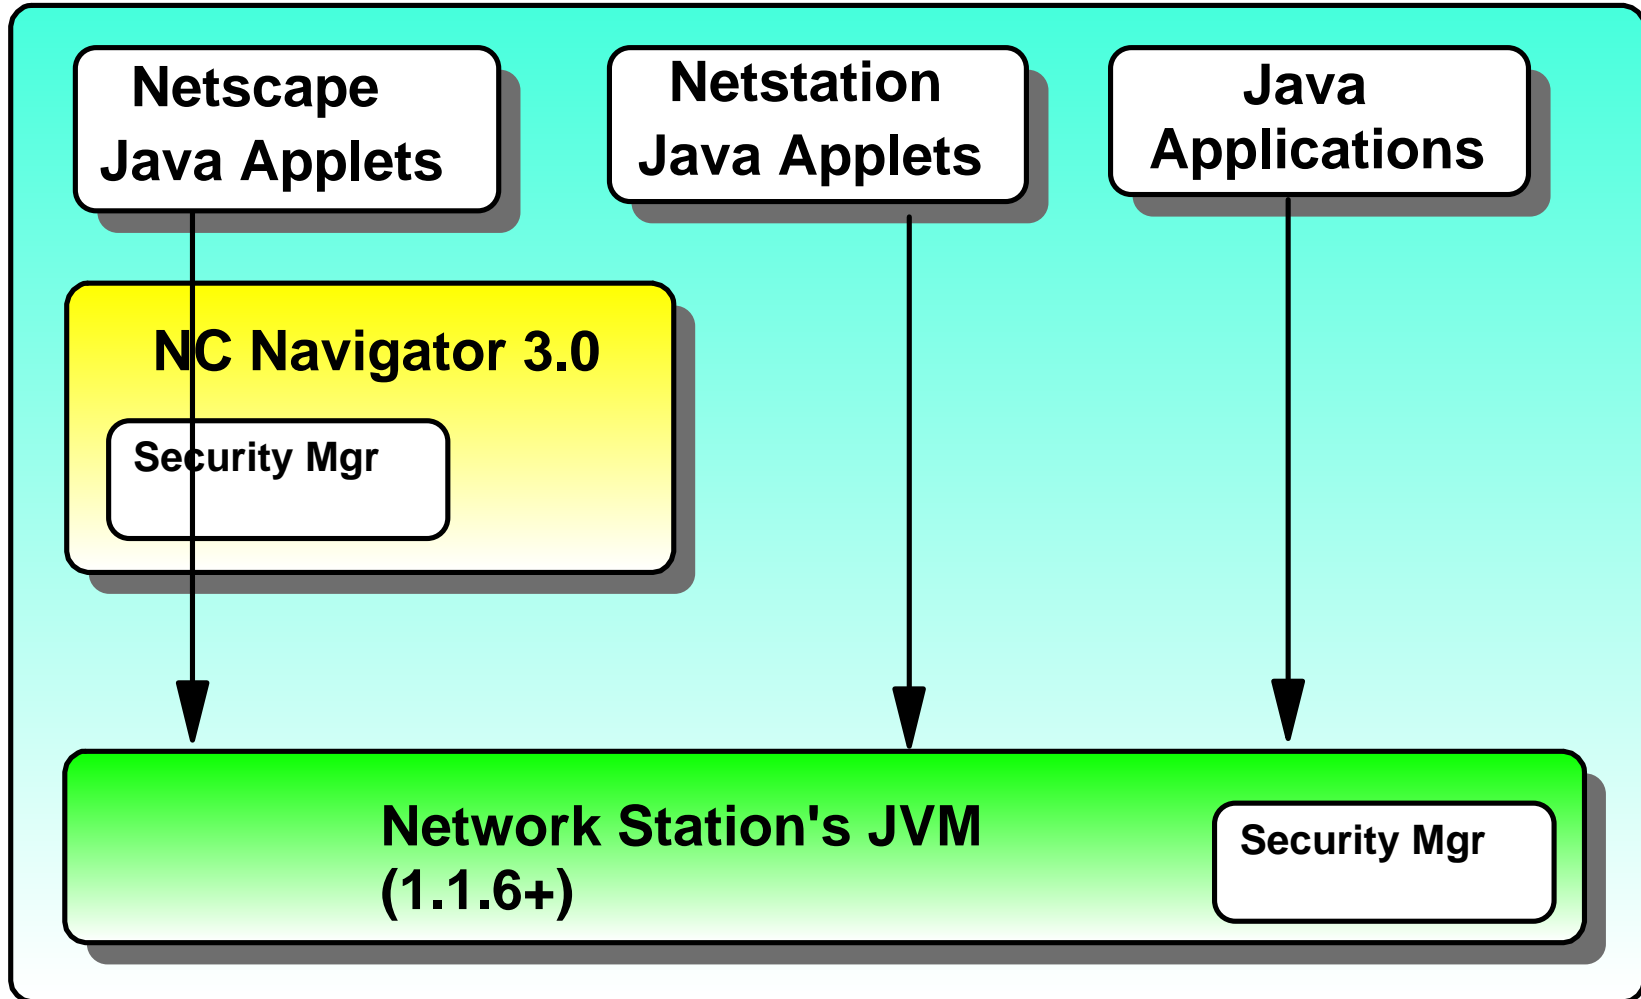 Netscape
Java Applets
Netstation
Java Applets
Java
Applications
NC Navigator 3.0
Security Mgr
Network Station's JVM
(1.1.6+)
Security Mgr